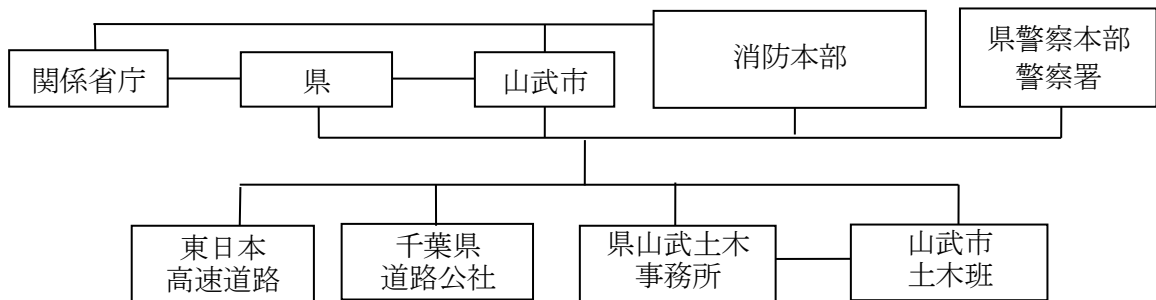 関係省庁
県
山武市
消防本部
県警察本部
警察署
東日本
高速道路
千葉県
道路公社
県山武土木
事務所
山武市
土木班